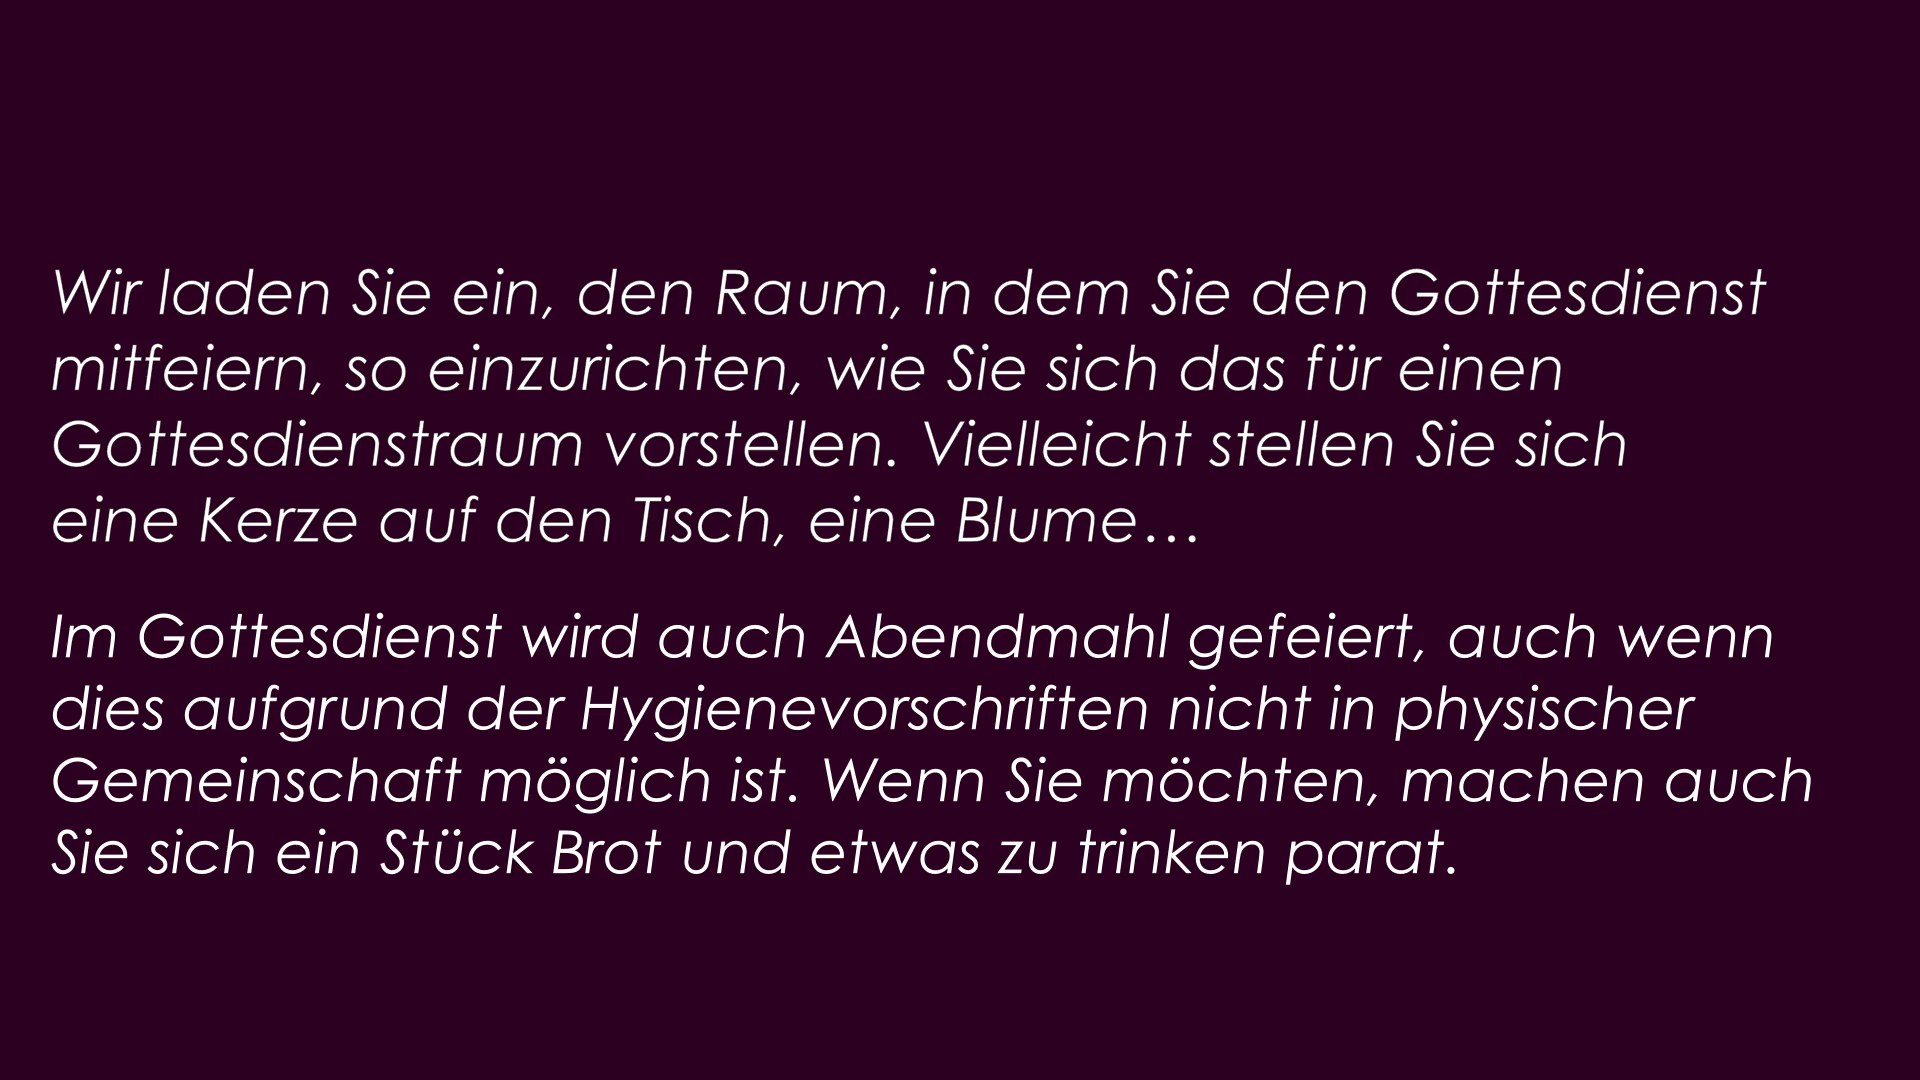 Wir laden Sie ein, den Raum, in dem Sie den Gottesdienst
mitfeiern, so einzurichten, wie Sie sich das für einen
Gottesdienstraum vorstellen. Vielleicht stellen Sie sich
eine Kerze auf den Tisch, eine Blume…
Im Gottesdienst wird auch Abendmahl gefeiert, auch wenn
dies aufgrund der Hygienevorschriften nicht in physischer
Gemeinschaft möglich ist. Wenn Sie möchten, machen auch
Sie sich ein Stück Brot und etwas zu trinken parat.